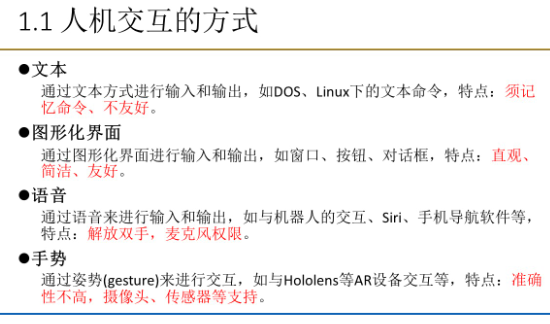 1.1 人机交互的方式
●文本
通过文本方式进行输入和输出，如DOS、Linux下的文本命令，特点：须记
忆命令、不友好。
●图形化界面
通过图形化界面进行输入和输出，如窗口、按钮、对话框，特点：直观、
简洁、友好。
●语音
通过语音来进行输入和输出，如与机器人的交互、Siri、手机导航软件等，
特点：解放双手，麦克风权限。
●手势
通过姿势(gesture)来进行交互，如与Hololens等AR设备交互等，特点：准确
性不高，摄像头、传感器等支持。